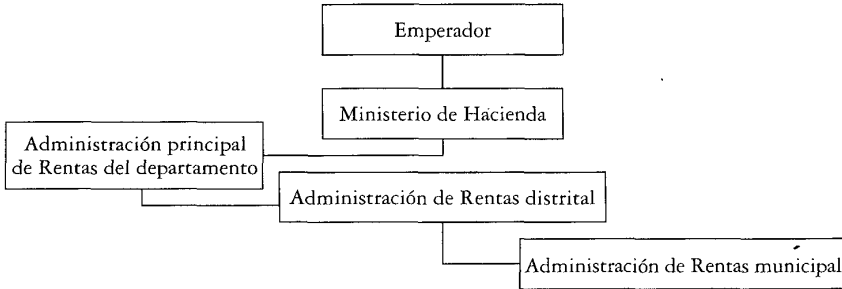 Emperador
Ministerio de Hacienda
Administración principal
de Rentas del departamento
Administración de Rentas distrital
Administración de Rentas municipal